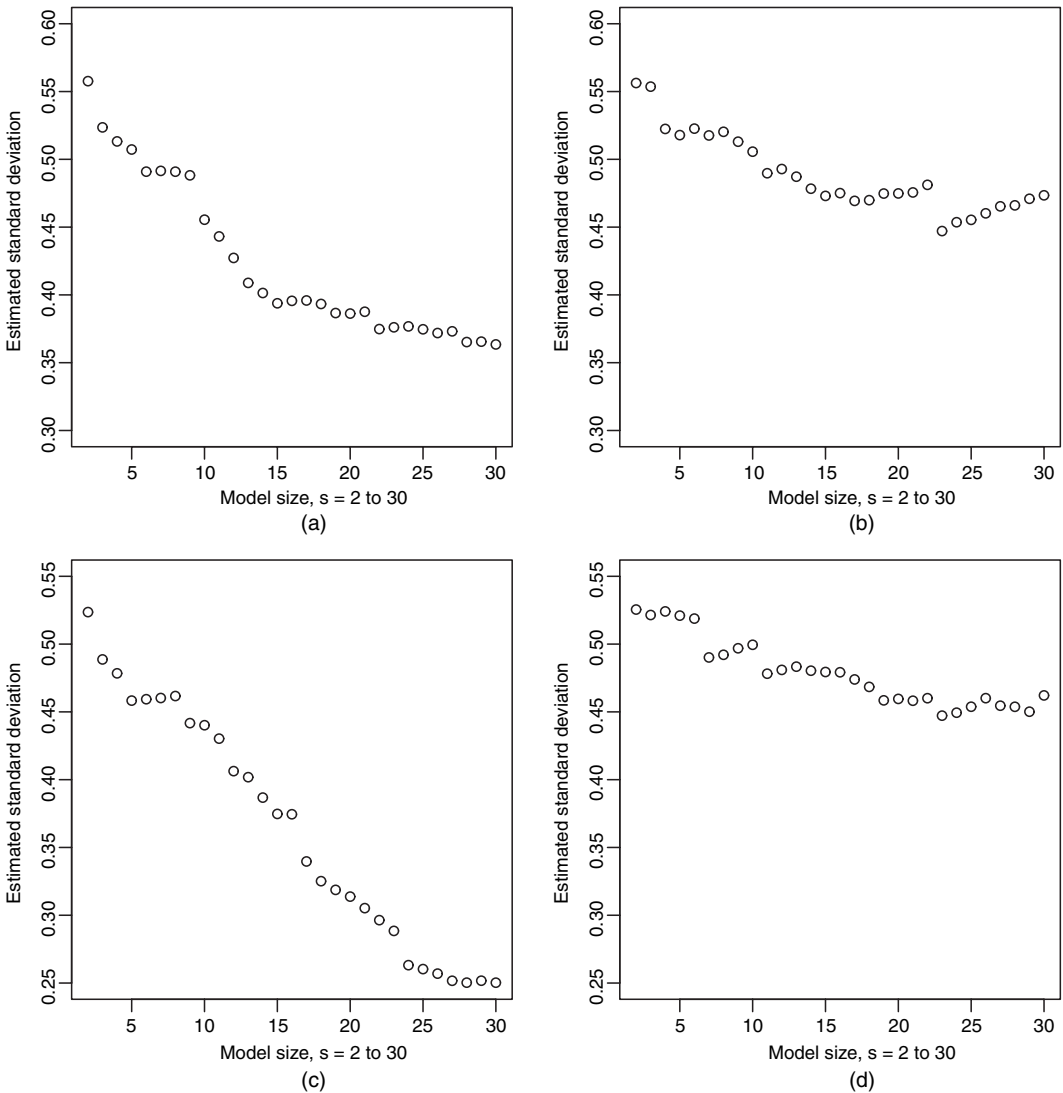 Estimated standard deviation
0.60
0.55
0.50
0.45
0.40
0.35
0.30
5 10 15 20 25 30
Model size, s = 2 to 30
(a)
Estimated standard deviation
0.60
0.55
0.50
0.45
0.40
0.35
0.30
5 10 15 20 25 30
Model size, s = 2 to 30
(b)
Estimated standard deviation
0.55
0.50
0.45
0.40
0.35
0.30
0.25
5 10 15 20 25 30
Model size, s = 2 to 30
(c)
Estimated standard deviation
0.55
0.50
0.45
0.40
0.35
0.30
0.25
5 10 15 20 25 30
Model size, s = 2 to 30
(d)